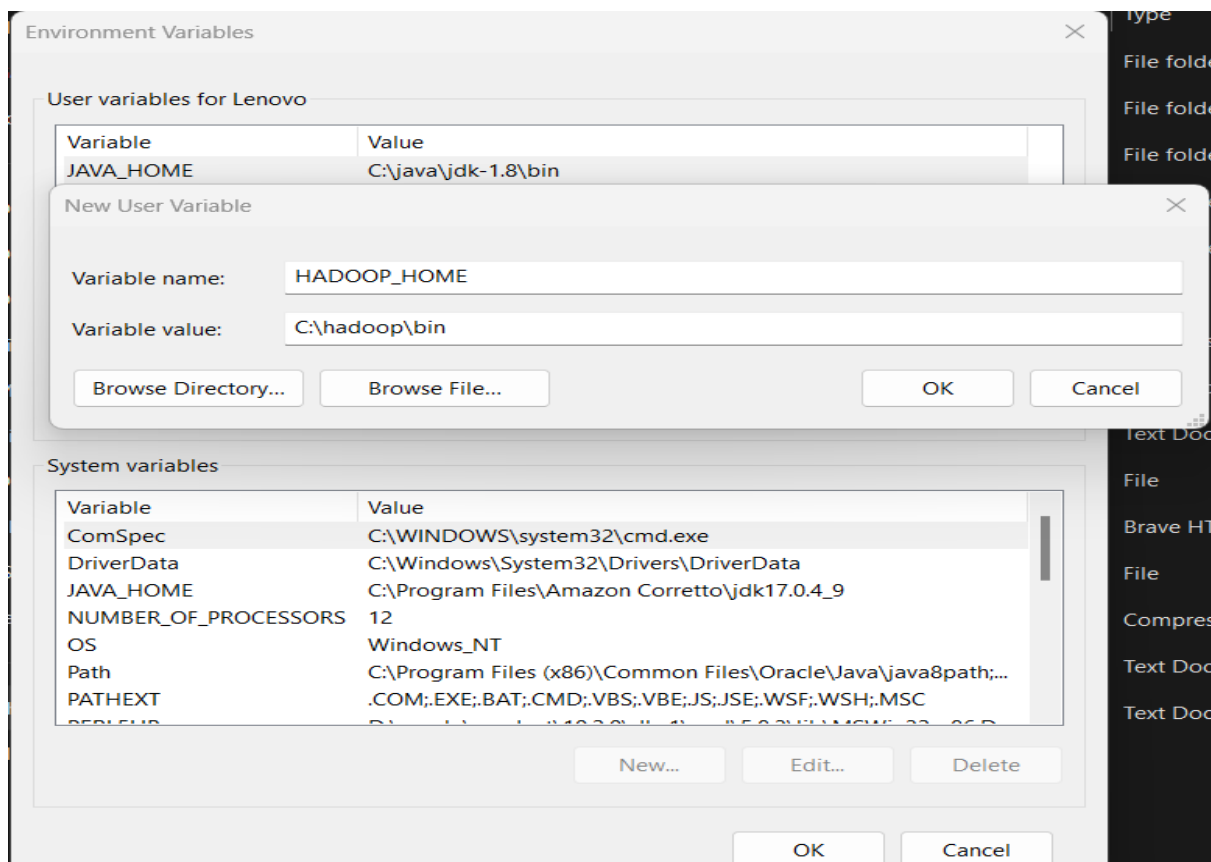 Environment Variables
Type
File folde
User variables for Lenovo
File folde
Variable Value
File folde
JAVA_HOME C:\java\jdk-1.8\bin
New User Variable
Variable name: HADOOP_HOME
Variable value: C:\hadoop\bin
Browse Directory... Browse File... OK Cancel
Text Doc
System variables
File
Variable Value
Brave HT
ComSpec C:\WINDOWS\system32\cmd.exe
DriverData C:\Windows\System32\Drivers\DriverData
File
JAVA_HOME C:\Program Files\Amazon Corretto\jdk17.0.4_9
NUMBER_OF_PROCESSORS 12
Compres
OS Windows_NT
Path C:\Program Files (x86)\Common Files\Oracle\Java\java8path;...
Text Doc
PATHEXT .COM;.EXE;.BAT;.CMD;.VBS;.VBE;.JS;.JSE;.WSF;.WSH;.MSC
Text Doc
New... Edit... Delete
OK Cancel